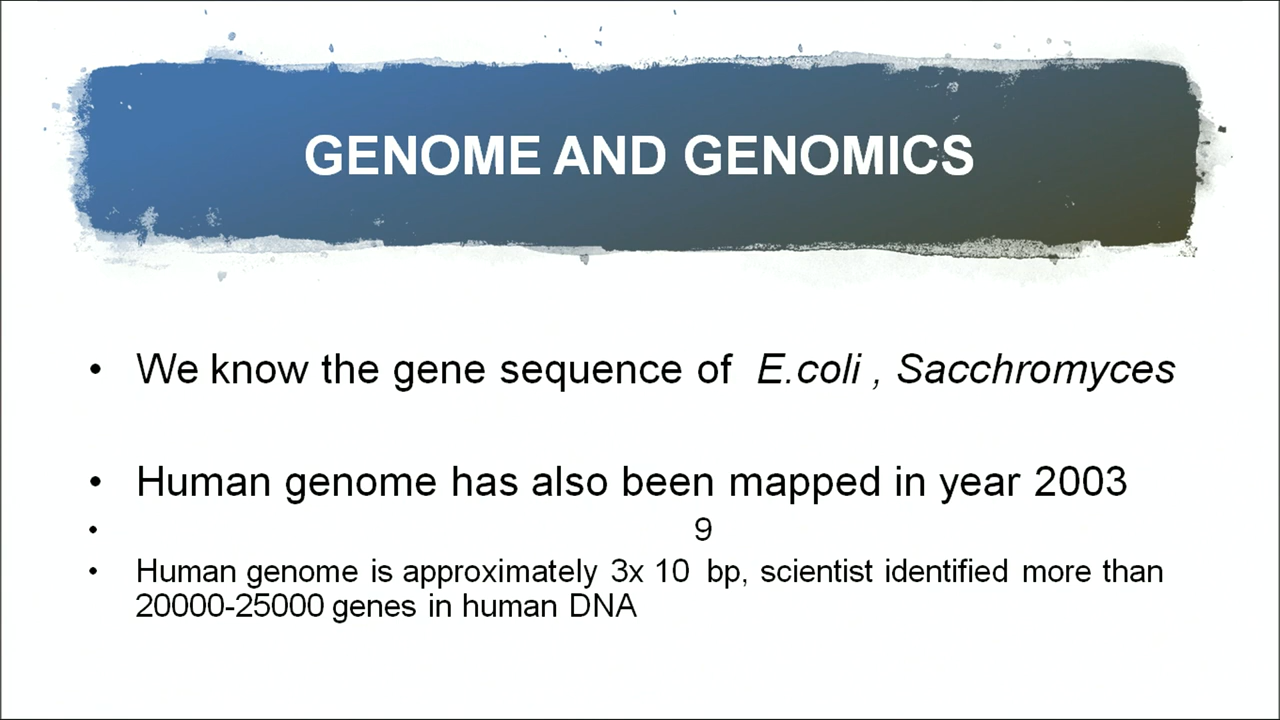 GENOME AND GENOMICS
• We know the gene sequence of E.coli , Sacchromyces
• Human genome has also been mapped in year 2003
• 9
• Human genome is approximately 3x 10 bp, scientist identified more than
20000-25000 genes in human DNA